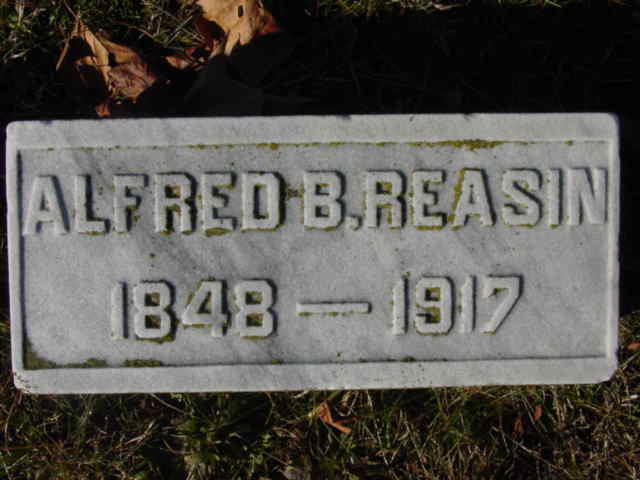 ALFRED B. REASIN
1848 — 1917